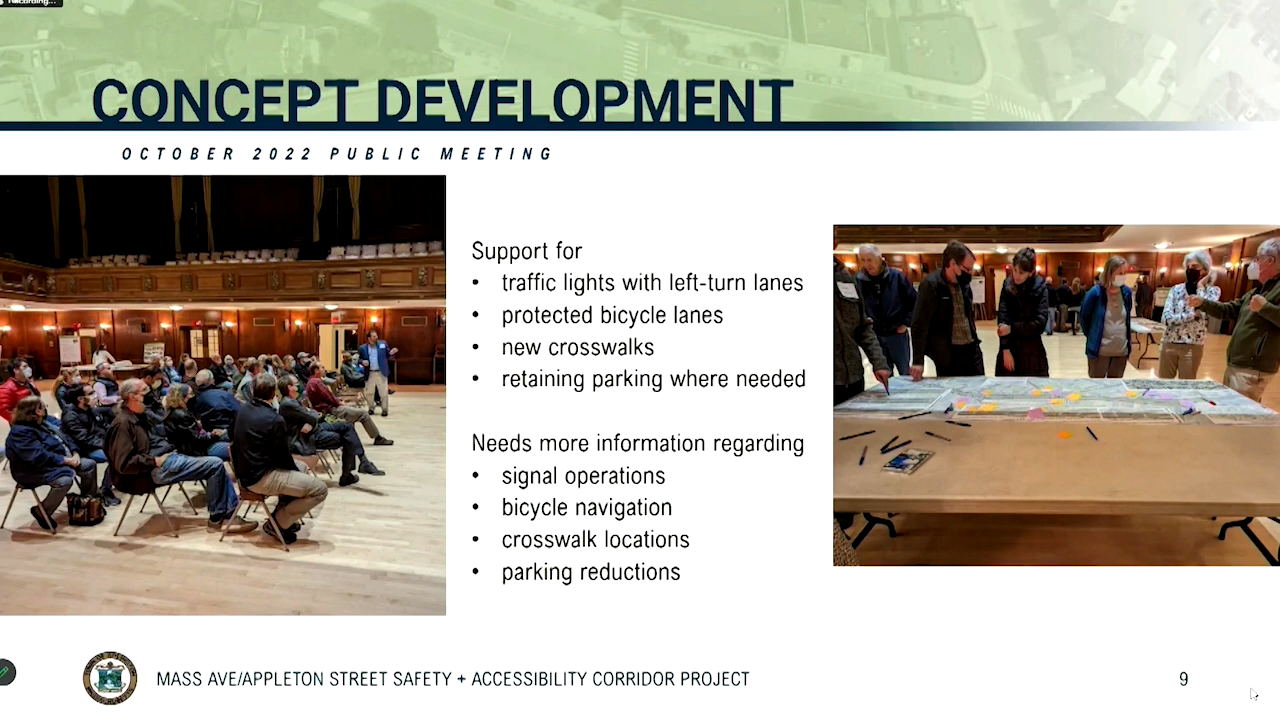 Recording...
CONCEPT DEVELOPMENT
OCTOBER 2022 PUBLIC MEETING
Support for
• traffic lights with left-turn lanes
• protected bicycle lanes
• new crosswalks
• retaining parking where needed
Needs more information regarding
• signal operations
• bicycle navigation
• crosswalk locations
• parking reductions
MASS AVE/APPLETON STREET SAFETY + ACCESSIBILITY CORRIDOR PROJECT
9